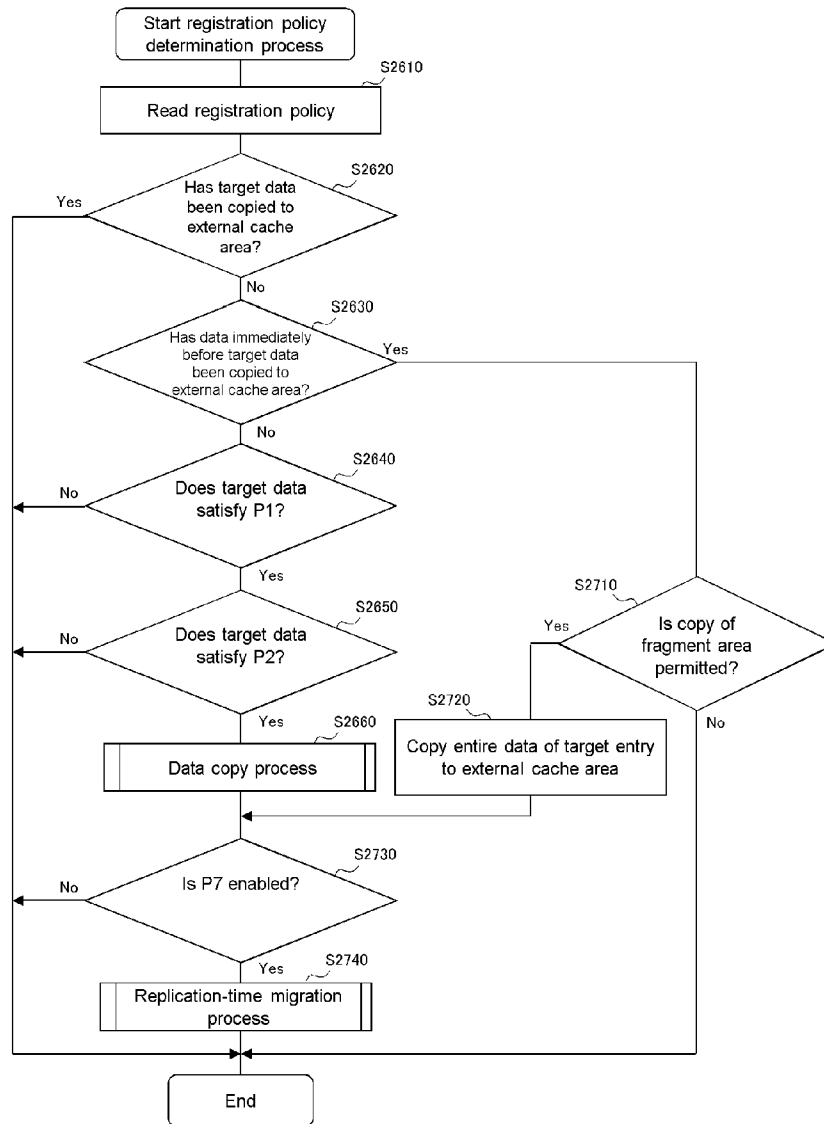 Start registration policy
determination process
S2610
Read registration policy
S2620
Yes
Has target data
been copied to
external cache
area?
No
S2630
Has data immediately
before target data
been copied to
external cache area?
Yes
No
S2640
No
Does target data
satisfy P1?
Yes
S2650
No
Does target data
satisfy P2?
Yes
S2710
Yes
Is copy of
fragment area
permitted?
No
S2660
Data copy process
S2720
Copy entire data of target entry
to external cache area
S2730
No
Is P7 enabled?
Yes
S2740
Replication-time migration
process
End